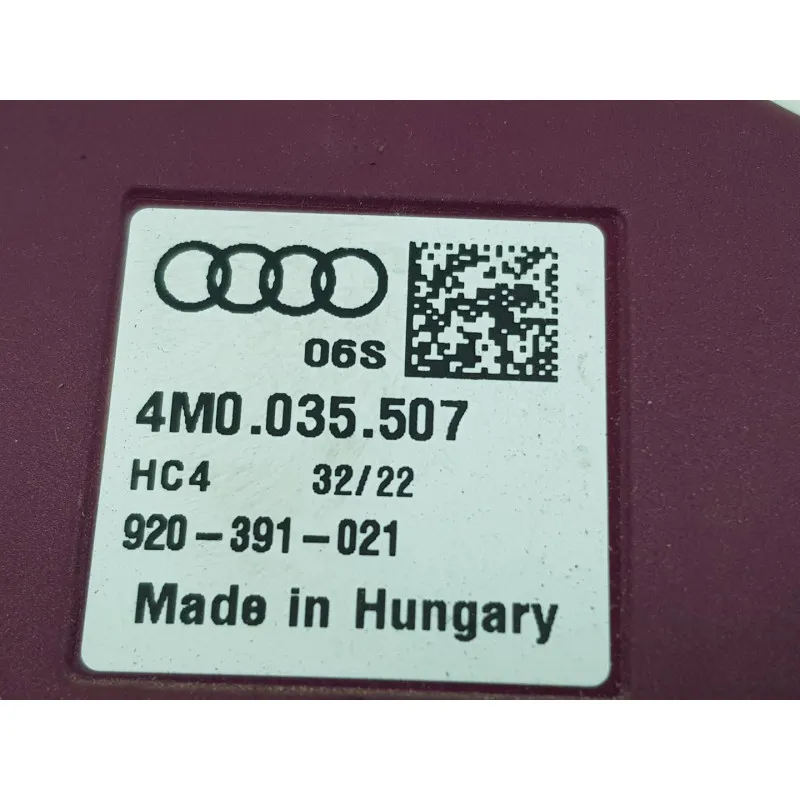 06S
4M0.035.507
HC4 32/22
920-391-021
Made in Hungary